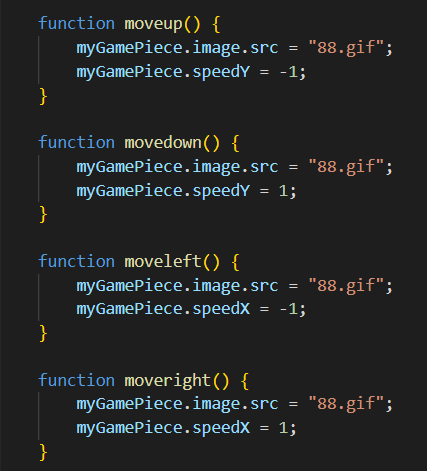 function moveup() {
myGamePiece.image.src = "88.gif";
myGamePiece.speedY = -1;
}
function movedown() {
myGamePiece.image.src = "88.gif";
myGamePiece.speedY = 1;
}
function moveleft() {
myGamePiece.image.src = "88.gif";
myGamePiece.speedX = -1;
}
function moveright() {
myGamePiece.image.src = "88.gif";
myGamePiece.speedX = 1;
}